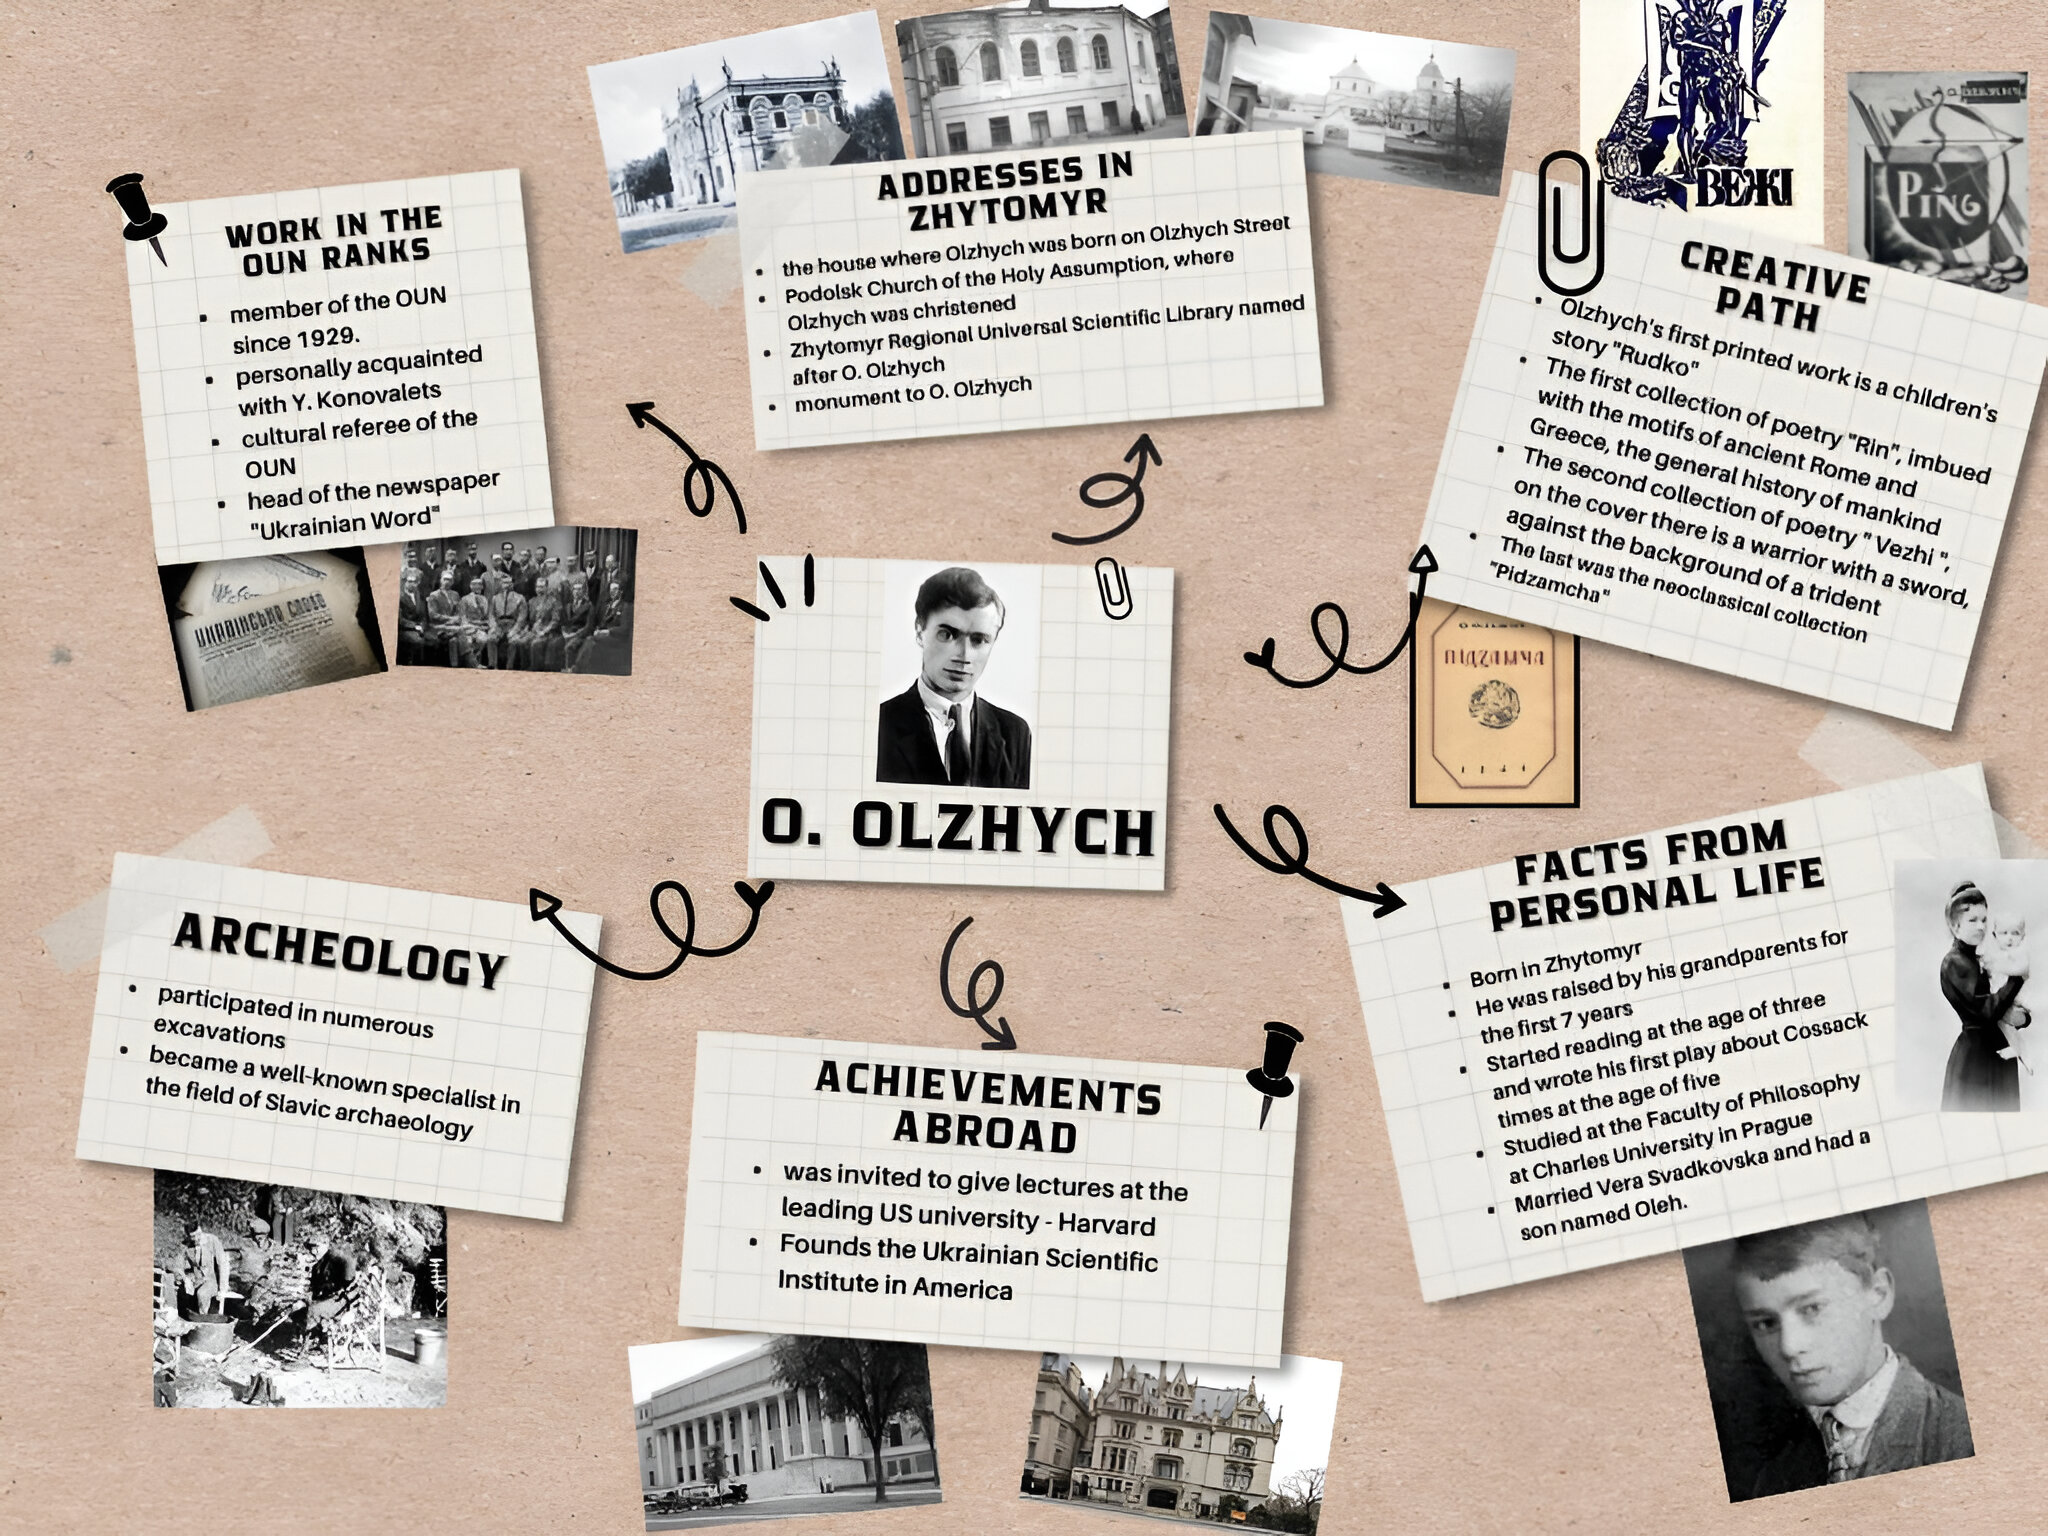 WORK IN THE
OUN RANKS
member of the OUN
since 1929.
personally acquainted
with Y. Konovalets
cultural referee of the
OUN
head of the newspaper
"Ukrainian Word"
ADDRESSES IN
ZHYTOMYR
the house where Olzhych was born on Olzhych Street
Podolsk Church of the Holy Assumption, where
Olzhych was christened
Zhytomyr Regional Universal Scientific Library named
after O. Olzhych
monument to O. Olzhych
ВЕЖІ
CREATIVE
PATH
Olzhych's first printed work is a children's
story "Rudko"
The first collection of poetry "Rin", imbued
with the motifs of ancient Rome and
Greece, the general history of mankind
The second collection of poetry " Vezhi ",
on the cover there is a warrior with a sword,
against the background of a trident
The last was the neoclassical collection
"Pidzamcha"
O. OLZHYCH
ARCHEOLOGY
participated in numerous
excavations
became a well-known specialist in
the field of Slavic archaeology
ACHIEVEMENTS
ABROAD
was invited to give lectures at the
leading US university - Harvard
Founds the Ukrainian Scientific
Institute in America
FACTS FROM
PERSONAL LIFE
Born in Zhytomyr
He was raised by his grandparents for
the first 7 years
Started reading at the age of three
and wrote his first play about Cossack
times at the age of five
Studied at the Faculty of Philosophy
at Charles University in Prague
Married Vera Svadkovska and had a
son named Oleh.